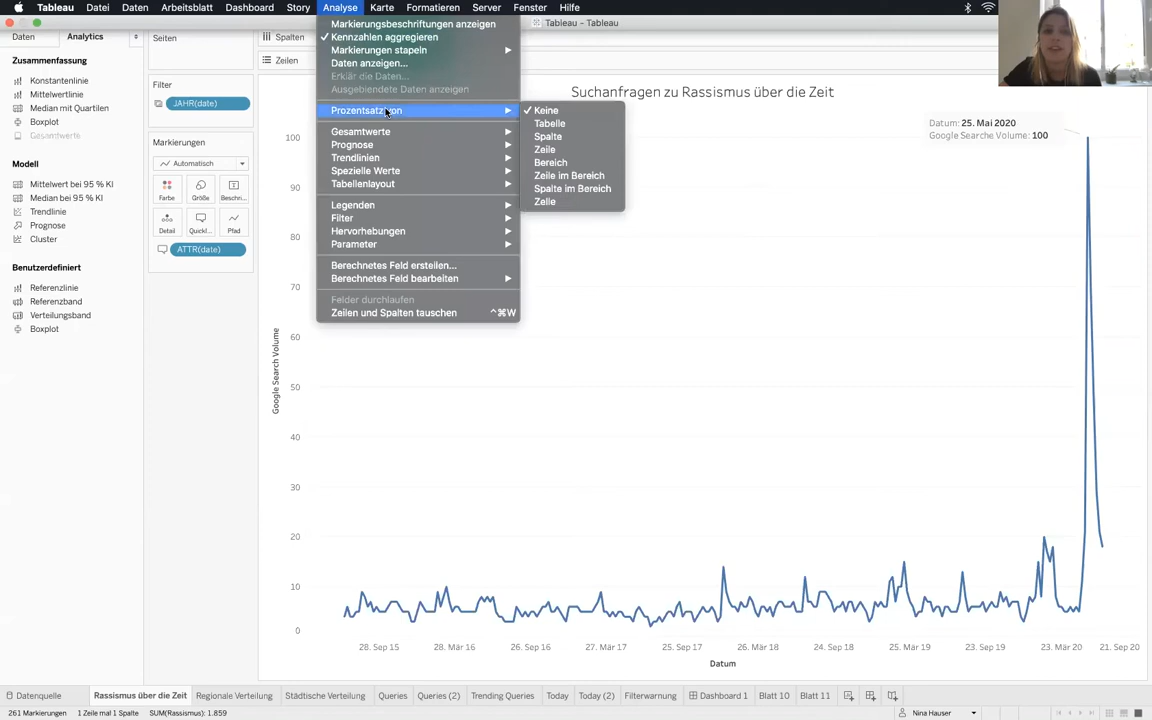 Tableau Datei Daten Arbeitsblatt Dashboard Story Analyse Karte Formatieren Server Fenster Hilfe
Tableau - Tableau
Daten Analytics
Zusammenfassung
Konstantenlinie
Mittelwertlinie
Median mit Quartilen
Boxplot
Gesamtwerte
Modell
Mittelwert bei 95 % KI
Median bei 95 % KI
Trendlinie
Prognose
Cluster
Benutzerdefiniert
Referenzlinie
Referenzband
Verteilungsband
Boxplot
Seiten
Filter
JAHR(date)
Markierungen
Automatisch
Farbe Größe Beschri..
Detail Quickl.. Pfad
ATTR(date)
Spalten
Zeilen
Markierungsbeschriftungen anzeigen
✓ Kennzahlen aggregieren
Markierungen stapeln
Daten anzeigen...
Erklär die Daten...
Ausgeblendete Daten anzeigen
Gesamtwerte
Prognose
Trendlinien
Spezielle Werte
Tabellenlayout
Legenden
Filter
Hervorhebungen
Parameter
Berechnetes Feld erstellen...
Berechnetes Feld bearbeiten
Felder durchlaufen
Zeilen und Spalten tauschen ^⌘W
✓ Keine
Tabelle
Spalte
Zeile
Bereich
Zeile im Bereich
Spalte im Bereich
Zelle
Suchanfragen zu Rassismus über die Zeit
Datum: 25. Mai 2020
Google Searche Volume: 100
Google Search Volume
100
90
80
70
60
50
40
30
20
10
0
28. Sep 15 28. Mär 16 26. Sep 16 27. Mär 17 25. Sep 17 26. Mär 18 24. Sep 18 25. Mär 19 23. Sep 19 23. Mär 20 21. Sep 20
Datum
Datenquelle Rassismus über die Zeit Regionale Verteilung Städtische Verteilung Queries Queries (2) Trending Queries Today Today (2) Filterwarnung Dashboard 1 Blatt 10 Blatt 11
261 Markierungen 1 Zeile mal 1 Spalte SUM(Rassismus): 1.859 Nina Hauser